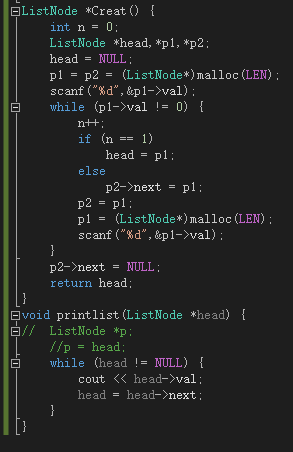 ListNode *Creat() {
int n = 0;
ListNode *head,*p1,*p2;
head = NULL;
p1 = p2 = (ListNode*)malloc(LEN);
scanf("%d",&p1->val);
while (p1->val != 0) {
n++;
if (n == 1)
head = p1;
else
p2->next = p1;
p2 = p1;
p1 = (ListNode*)malloc(LEN);
scanf("%d",&p1->val);
}
p2->next = NULL;
return head;
}
void printlist(ListNode *head) {
// ListNode *p;
//p = head;
while (head != NULL) {
cout << head->val;
head = head->next;
}
}